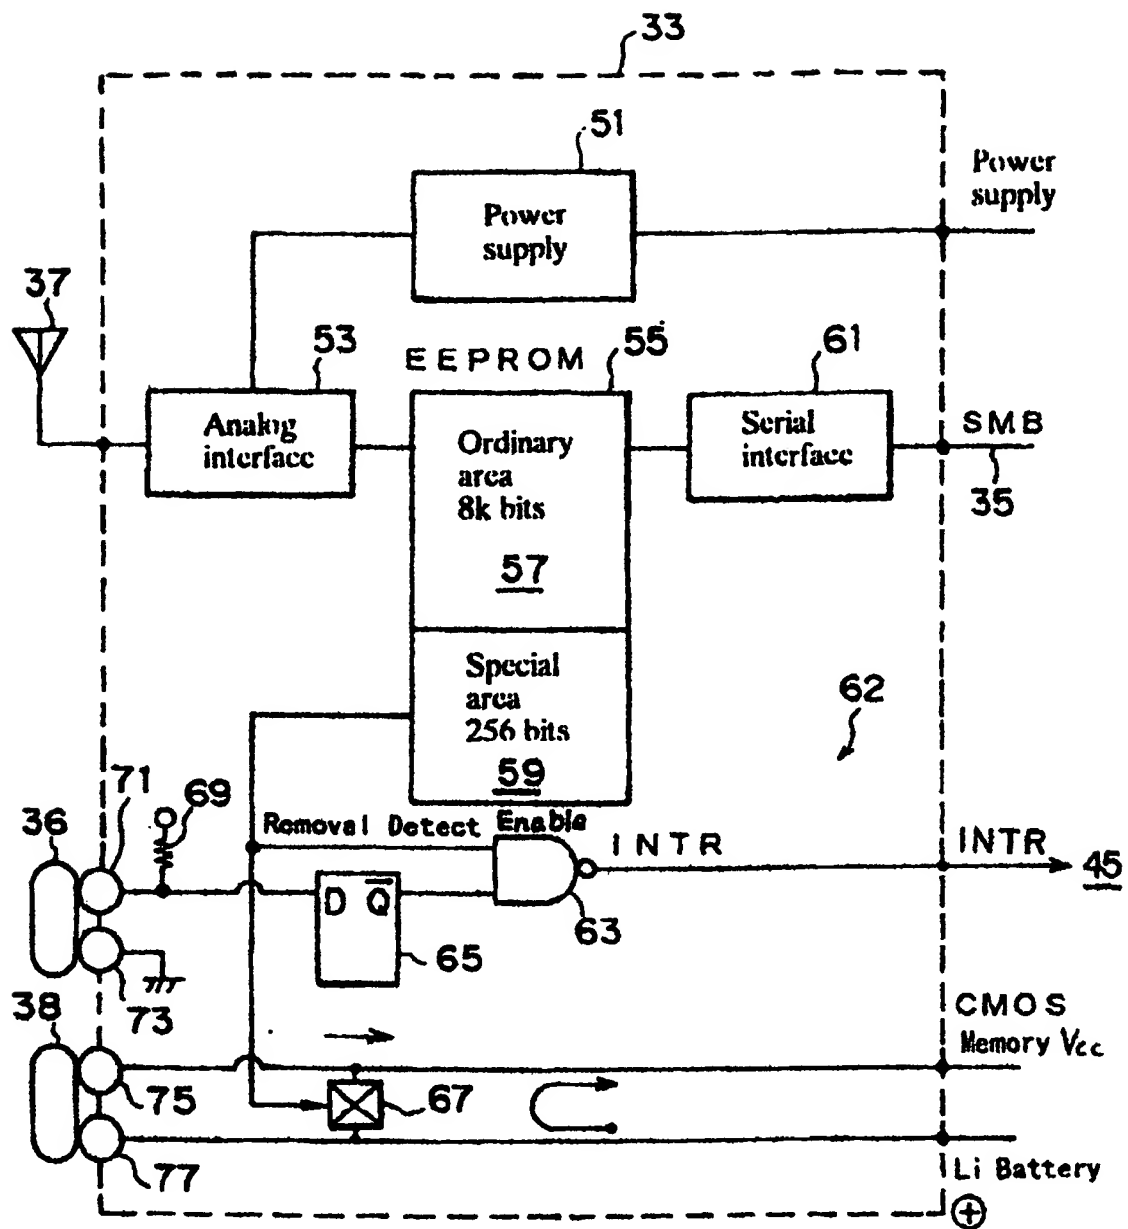 33
51
Power
supply
Power
supply
37
53
EEPROM
55
61
Analog
interface
Ordinary
area
8k bits
57
Serial
interface
SMB
35
Special
area
256 bits
59
62
71
69
36
Removal Detect Enable
INTR
INTR
45
D Q̅
63
65
73
38
CMOS
Memory Vcc
75
67
77
Li Battery
+